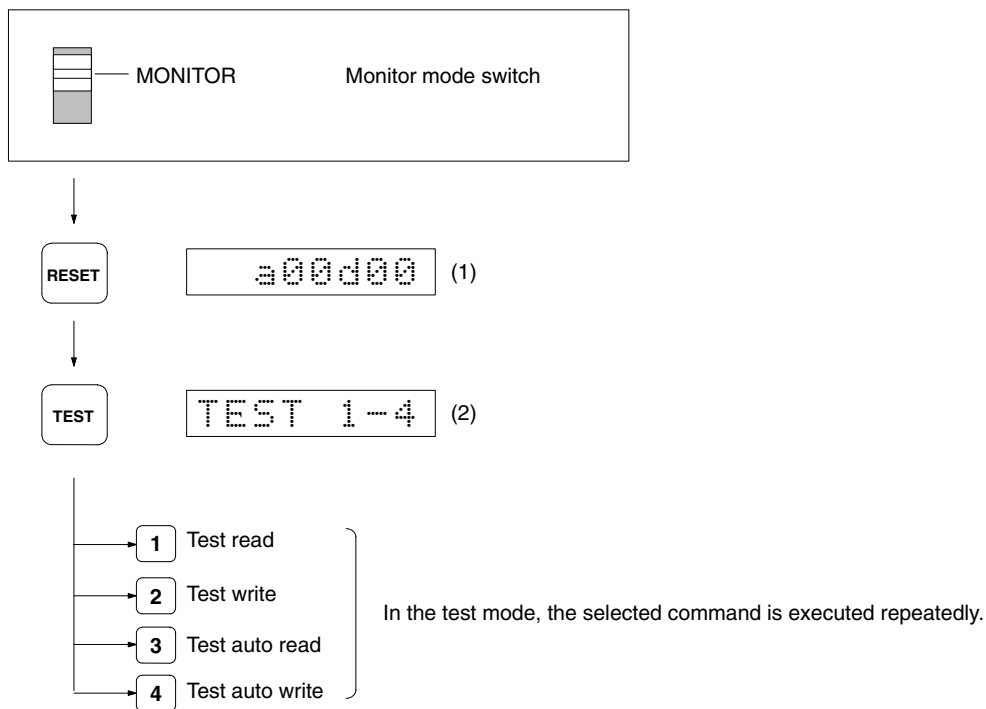 MONITOR Monitor mode switch
RESET a00d00 (1)
TEST TEST 1-4 (2)
1 Test read
2 Test write
In the test mode, the selected command is executed repeatedly.
3 Test auto read
4 Test auto write